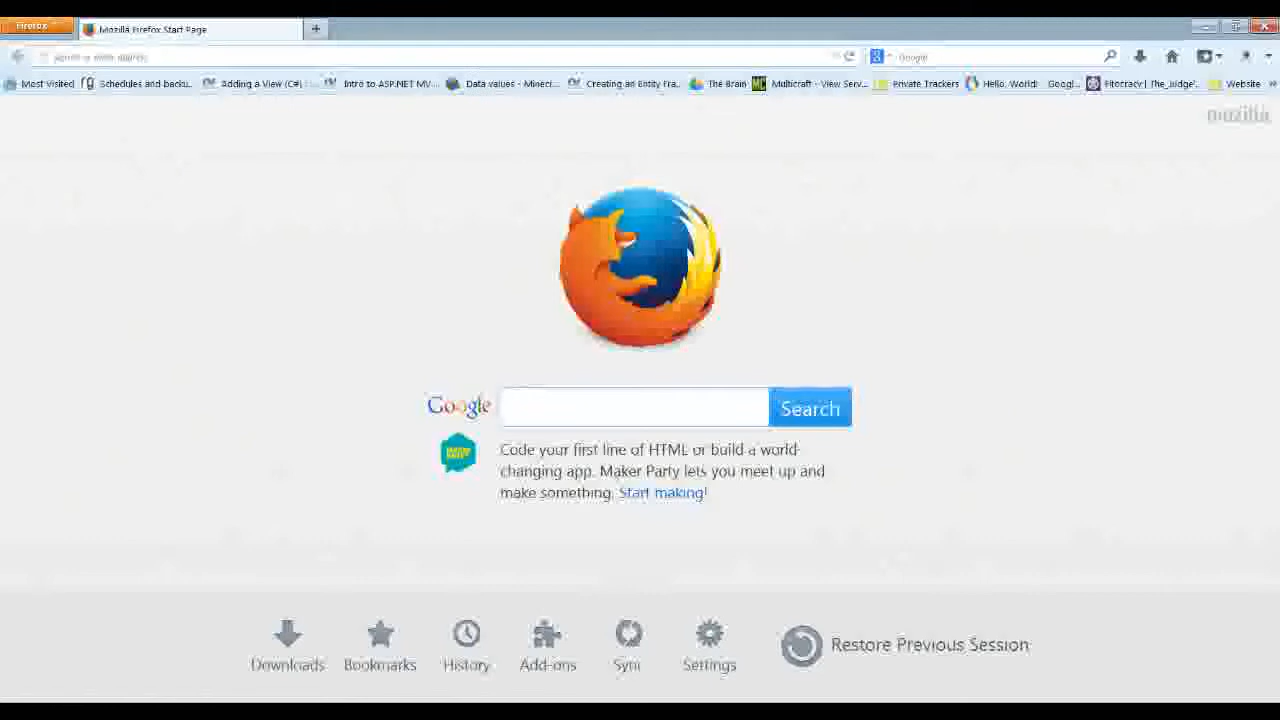 Firefox
Mozilla Firefox Start Page
Google
Most Visited
Schedules and backu...
Adding a View (C#) :...
Intro to ASP.NET MV...
Data values - Minecr...
Creating an Entity Fra...
The Brain
Multicraft - View Serv...
Private Trackers
Hello, World! - Googl...
Fitocracy | The_Judge'...
Website
mozilla
Google
Search
Code your first line of HTML or build a world-
changing app. Maker Party lets you meet up and
make something. Start making!
Downloads
Bookmarks
History
Add-ons
Sync
Settings
Restore Previous Session